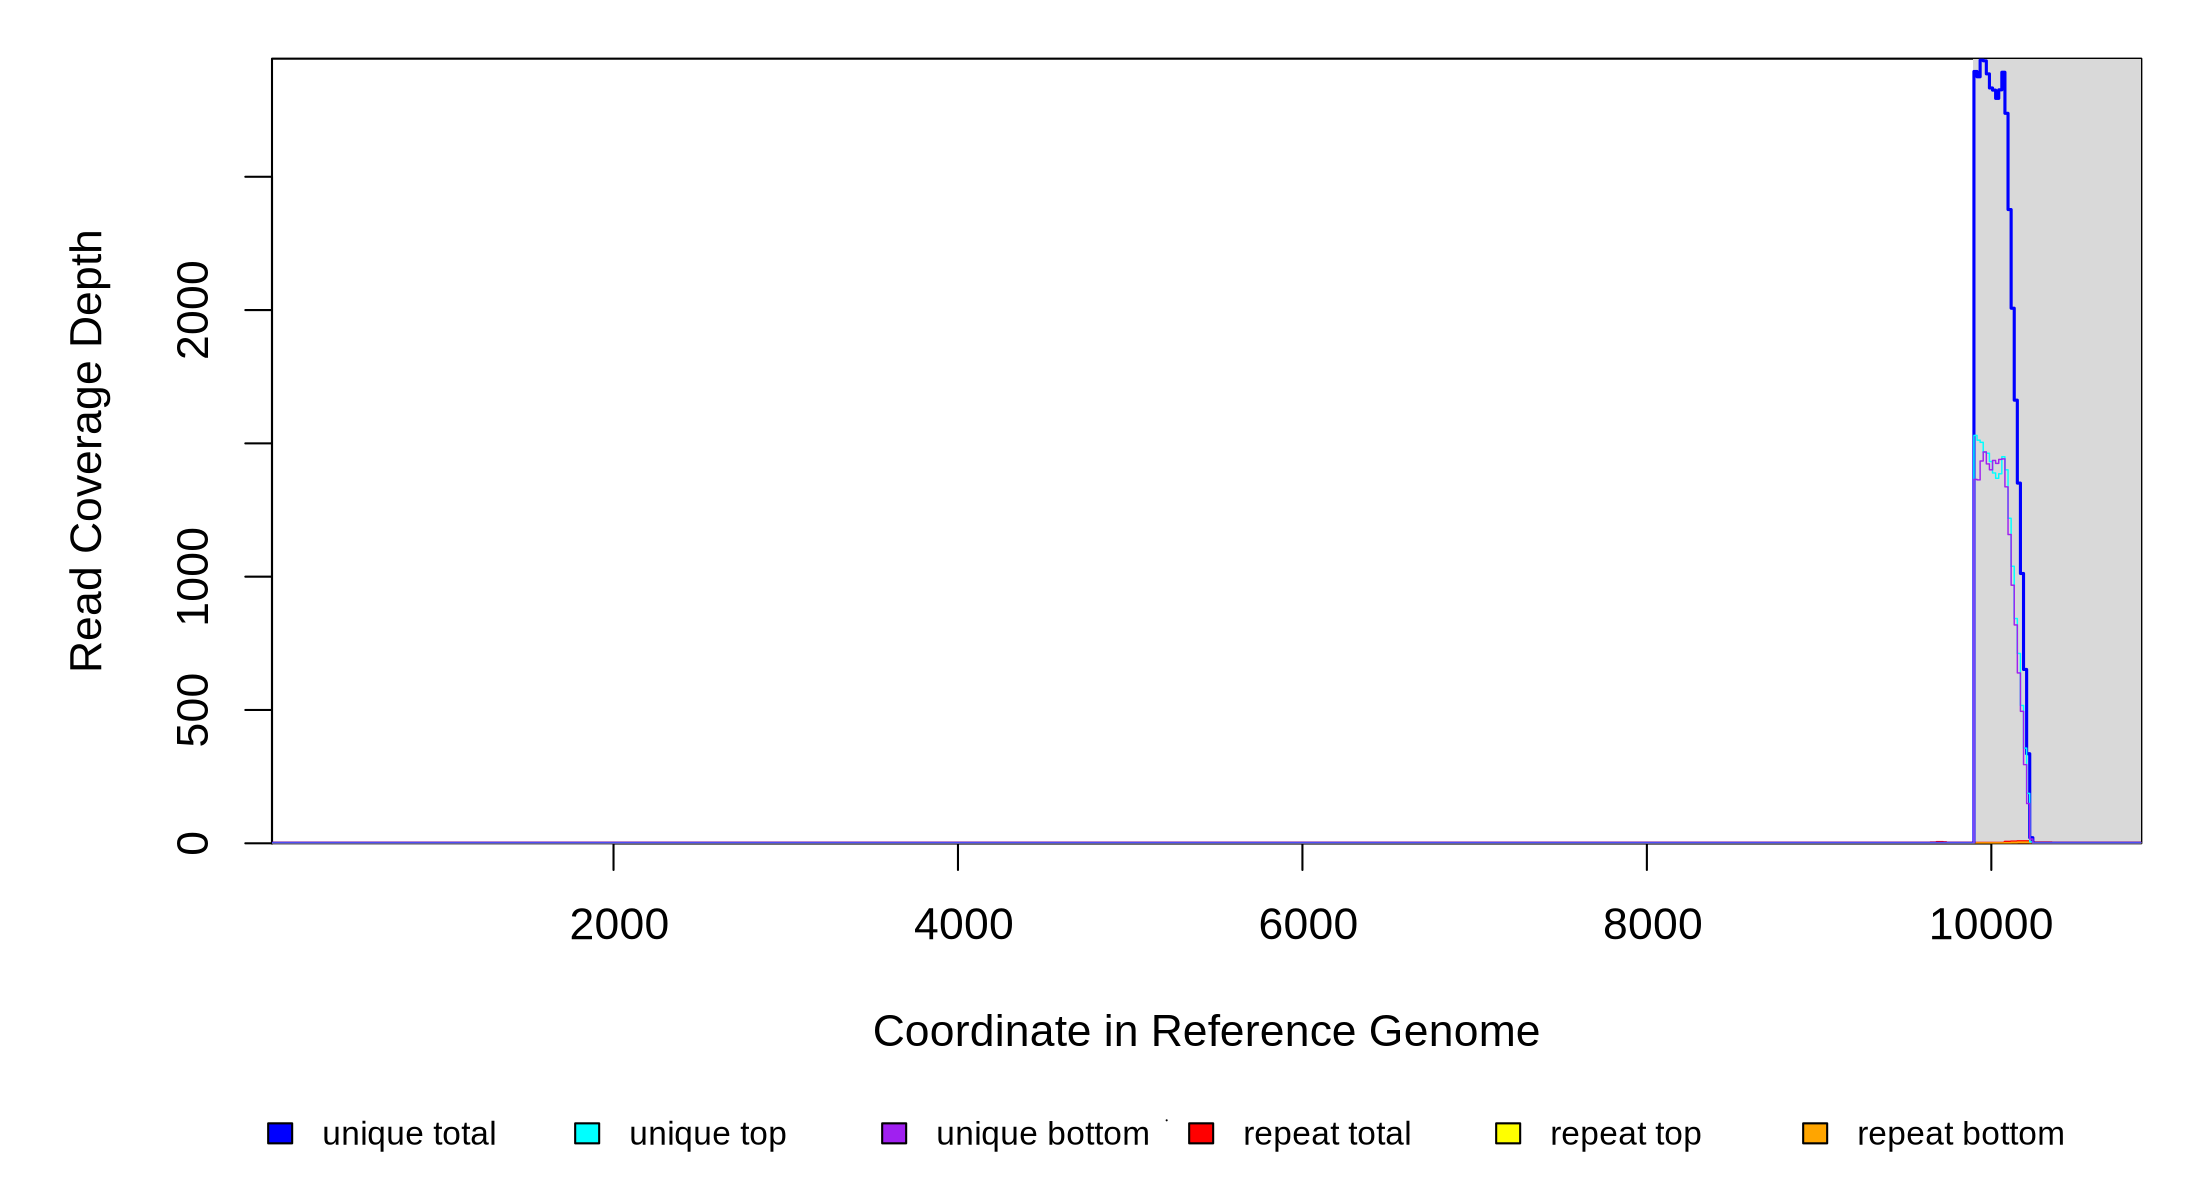 Read Coverage Depth
2000
1000
500
0
2000 4000 6000 8000 10000
Coordinate in Reference Genome
unique total unique top unique bottom repeat total repeat top repeat bottom